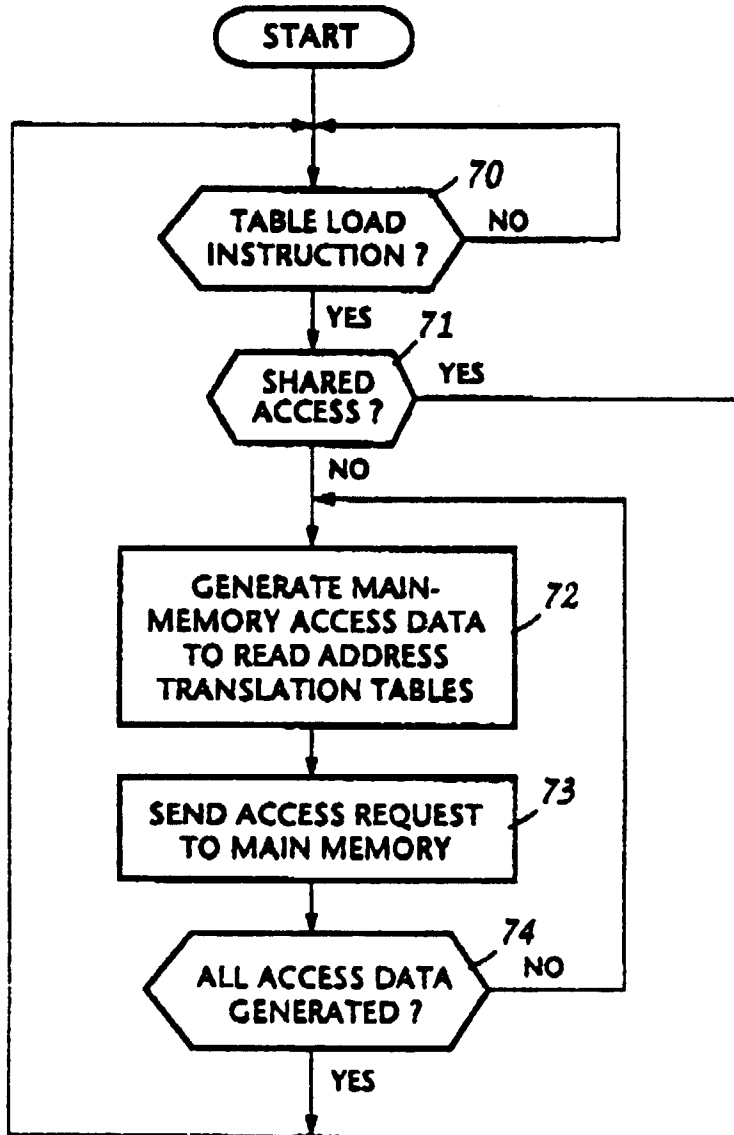 START
70
TABLE LOAD
INSTRUCTION ?
NO
YES
71
SHARED
ACCESS ?
YES
NO
GENERATE MAIN-
MEMORY ACCESS DATA
TO READ ADDRESS
TRANSLATION TABLES
72
SEND ACCESS REQUEST
TO MAIN MEMORY
73
74
ALL ACCESS DATA
GENERATED ?
NO
YES